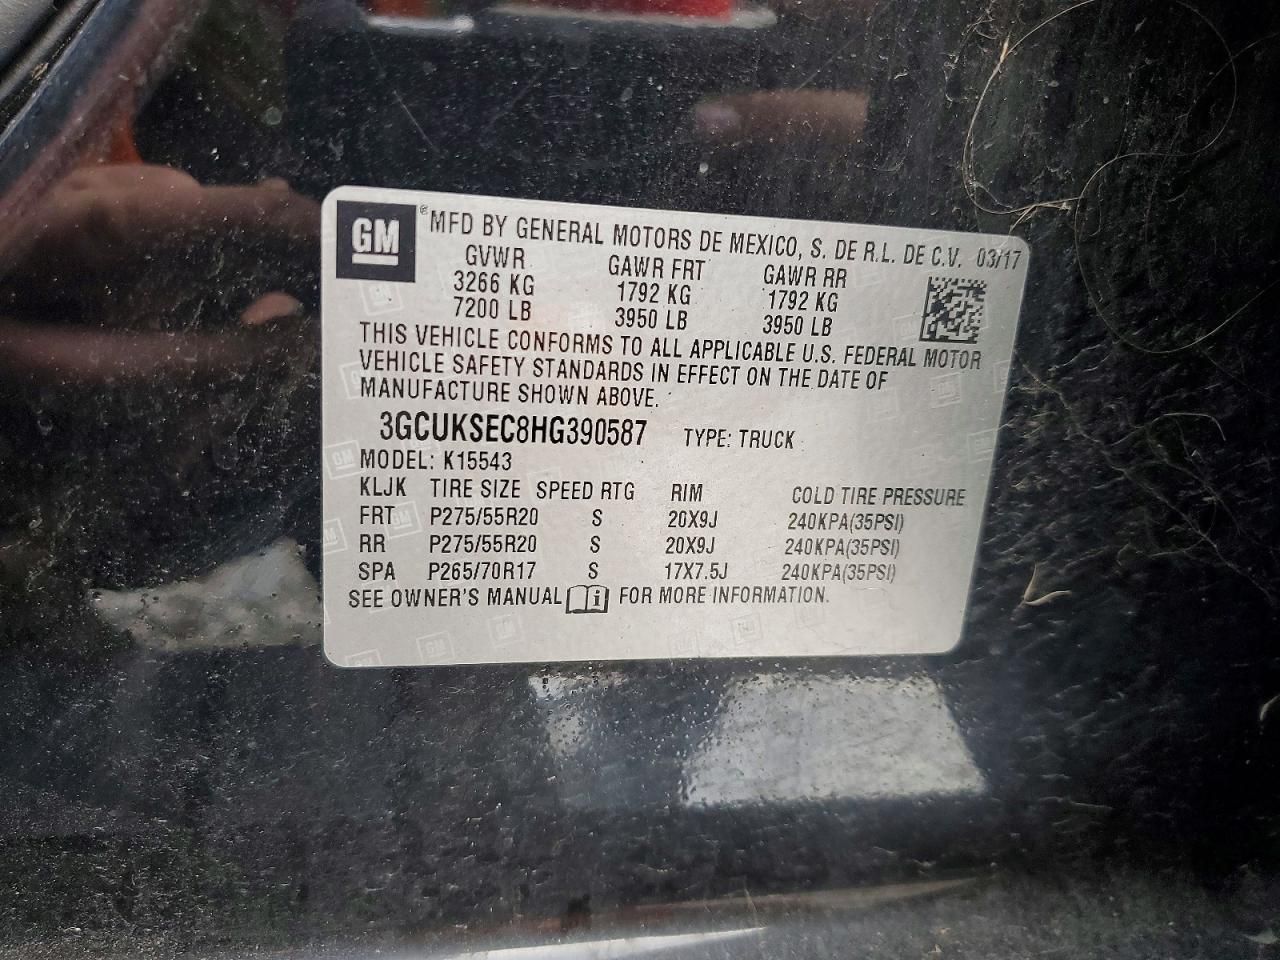 GM ® MFD BY GENERAL MOTORS DE MEXICO, S. DE R.L. DE C.V. 03/17
GVWR GAWR FRT GAWR RR
3266 KG 1792 KG 1792 KG
7200 LB 3950 LB 3950 LB
THIS VEHICLE CONFORMS TO ALL APPLICABLE U.S. FEDERAL MOTOR
VEHICLE SAFETY STANDARDS IN EFFECT ON THE DATE OF
MANUFACTURE SHOWN ABOVE.
3GCUKSEC8HG390587 TYPE: TRUCK
MODEL: K15543
KLJK TIRE SIZE SPEED RTG RIM COLD TIRE PRESSURE
FRT P275/55R20 S 20X9J 240KPA(35PSI)
RR P275/55R20 S 20X9J 240KPA(35PSI)
SPA P265/70R17 S 17X7.5J 240KPA(35PSI)
SEE OWNER'S MANUAL i FOR MORE INFORMATION.